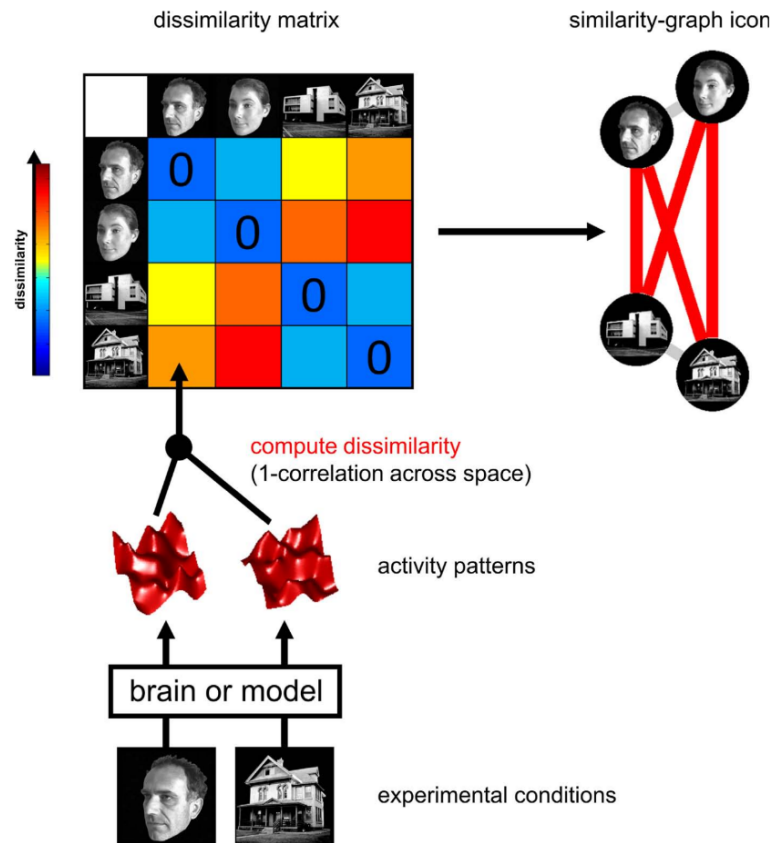 dissimilarity matrix
similarity-graph icon
dissimilarity
0
0
0
0
compute dissimilarity
(1-correlation across space)
activity patterns
brain or model
experimental conditions